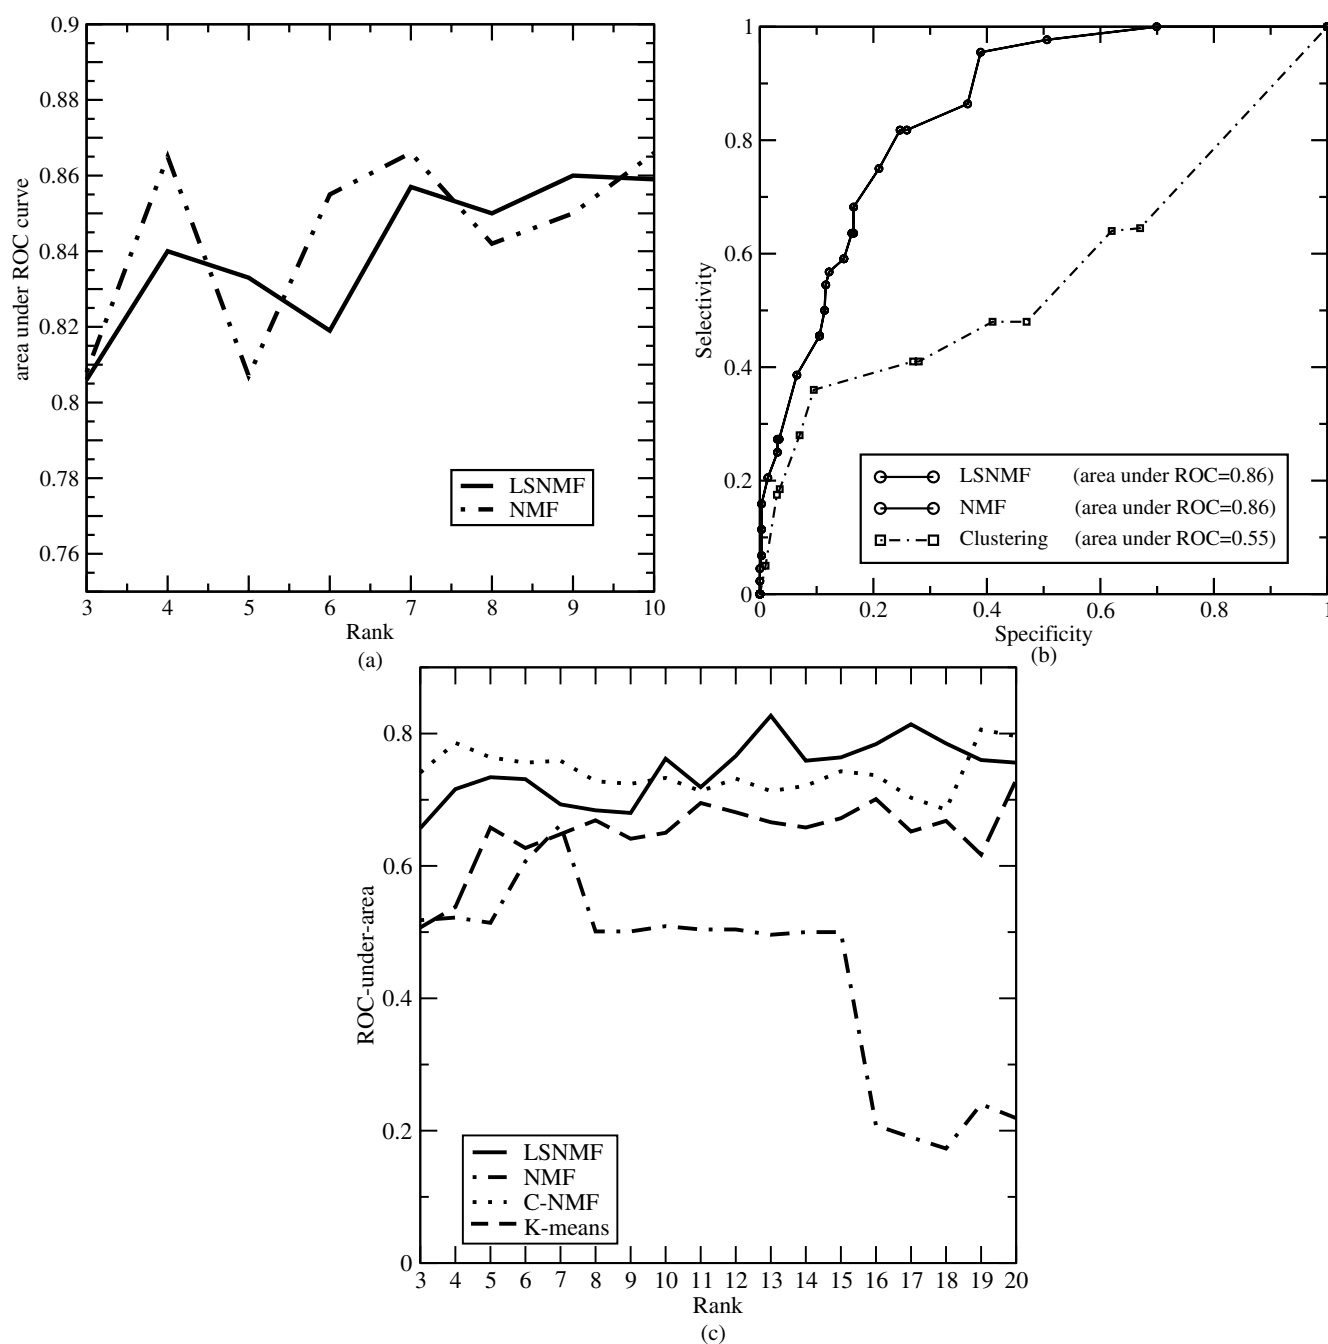 0.9
0.88
0.86
0.84
0.82
0.8
0.78
0.76
area under ROC curve
LSNMF
NMF
3 4 5 6 7 8 9 10
Rank
(a)
1
0.8
0.6
0.4
0.2
0
Selectivity
LSNMF (area under ROC=0.86)
NMF (area under ROC=0.86)
Clustering (area under ROC=0.55)
0 0.2 0.4 0.6 0.8 1
Specificity
(b)
0.8
0.6
0.4
0.2
0
ROC-under-area
LSNMF
NMF
C-NMF
K-means
3 4 5 6 7 8 9 10 11 12 13 14 15 16 17 18 19 20
Rank
(c)